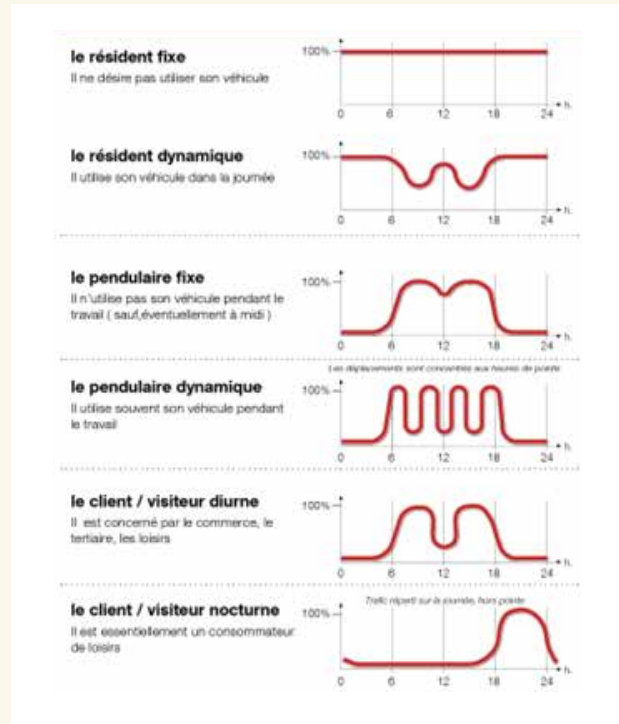 le résident fixe
Il ne désire pas utiliser son véhicule
100%
h.
0 6 12 18 24
le résident dynamique
Il utilise son véhicule dans la journée
100%
h.
0 6 12 18 24
le pendulaire fixe
Il n'utilise pas son véhicule pendant le
travail ( sauf,éventuellement à midi )
100%
h.
0 6 12 18 24
Les déplacements sont concentrés aux heures de pointe
le pendulaire dynamique
Il utilise souvent son véhicule pendant
le travail
100%
h.
0 6 12 18 24
le client / visiteur diurne
Il est concerné par le commerce, le
tertiaire, les loisirs
100%
h.
0 6 12 18 24
Trafic réparti sur la journée, hors pointe
le client / visiteur nocturne
Il est essentiellement un consommateur
de loisirs
100%
h.
0 6 12 18 24